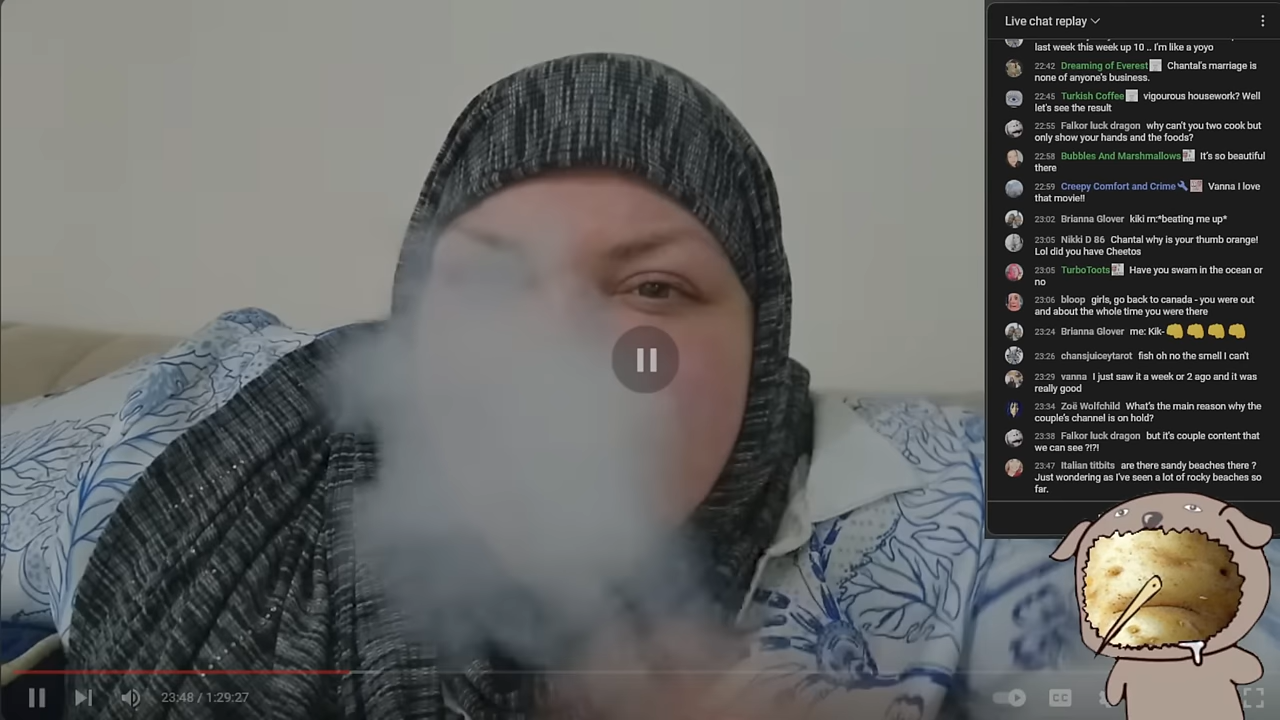 Live chat replay
last week this week up 10 .. I'm like a yoyo
22:42 Dreaming of Everest Chantal's marriage is
none of anyone's business.
22:45 Turkish Coffee vigourous housework? Well
let's see the result
22:55 Falkor luck dragon why can't you two cook but
only show your hands and the foods?
22:58 Bubbles And Marshmallows It's so beautiful
there
22:59 Creepy Comfort and Crime Vanna I love
that movie!!
23:02 Brianna Glover kiki rn:*beating me up*
23:05 Nikki D 86 Chantal why is your thumb orange!
Lol did you have Cheetos
23:05 TurboToots Have you swam in the ocean or
no
23:06 bloop girls, go back to canada - you were out
and about the whole time you were there
23:24 Brianna Glover me: Kik-
23:26 chansjuiceytarot fish oh no the smell I can't
23:29 vanna I just saw it a week or 2 ago and it was
really good
23:34 Zoë Wolfchild What's the main reason why the
couple's channel is on hold?
23:38 Falkor luck dragon but it's couple content that
we can see ?!?!
23:47 Italian titbits are there sandy beaches there ?
Just wondering as I've seen a lot of rocky beaches so
far.
23:48 / 1:29:27
CC